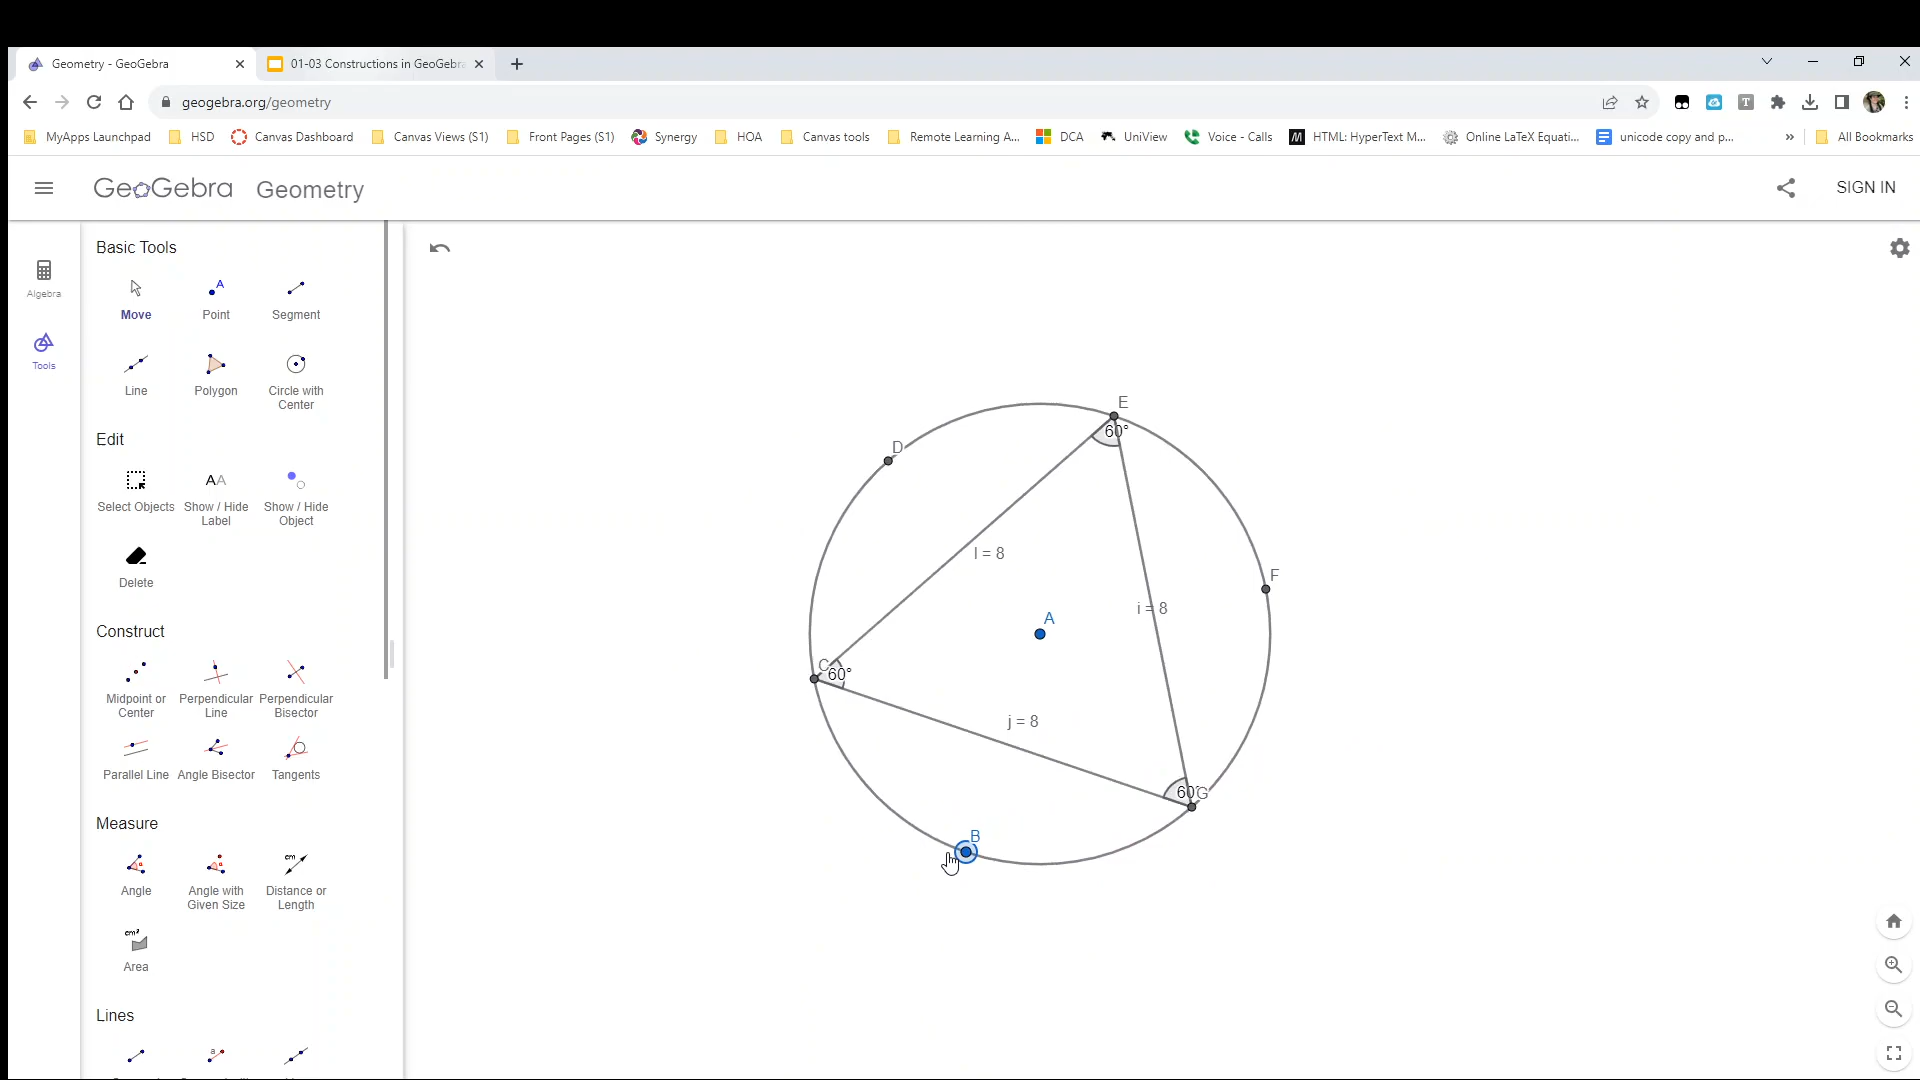 Geometry - GeoGebra
01-03 Constructions in GeoGebra
geogebra.org/geometry
MyApps Launchpad HSD Canvas Dashboard Canvas Views (S1) Front Pages (S1) Synergy HOA Canvas tools Remote Learning A... DCA UniView Voice - Calls HTML: HyperText M... Online LaTeX Equati... unicode copy and p... » All Bookmarks
GeoGebra Geometry
SIGN IN
Algebra
Tools
Basic Tools
Move Point Segment
Line Polygon Circle with Center
Edit
Select Objects Show / Hide Label Show / Hide Object
Delete
Construct
Midpoint or Center Perpendicular Line Perpendicular Bisector
Parallel Line Angle Bisector Tangents
Measure
cm
Angle Angle with Given Size Distance or Length
cm²
Area
Lines
E
60°
D
l = 8
F
i = 8
A
C
60°
j = 8
60°
G
B